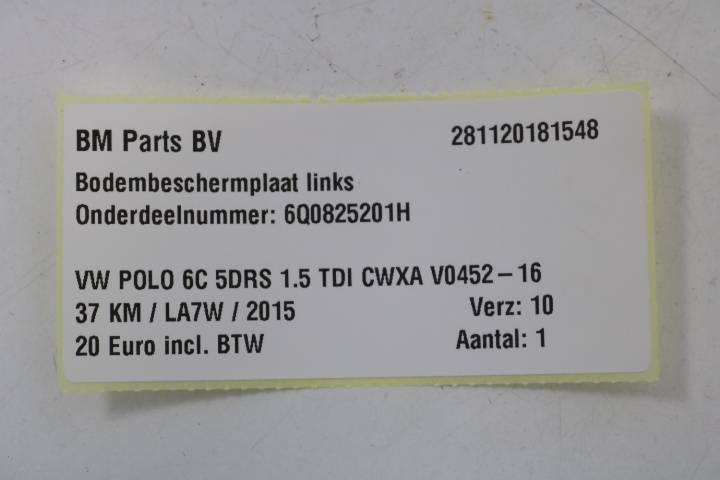 BM Parts BV 281120181548
Bodembeschermplaat links
Onderdeelnummer: 6Q0825201H
VW POLO 6C 5DRS 1.5 TDI CWXA V0452-16
37 KM / LA7W / 2015 Verz: 10
20 Euro incl. BTW Aantal: 1